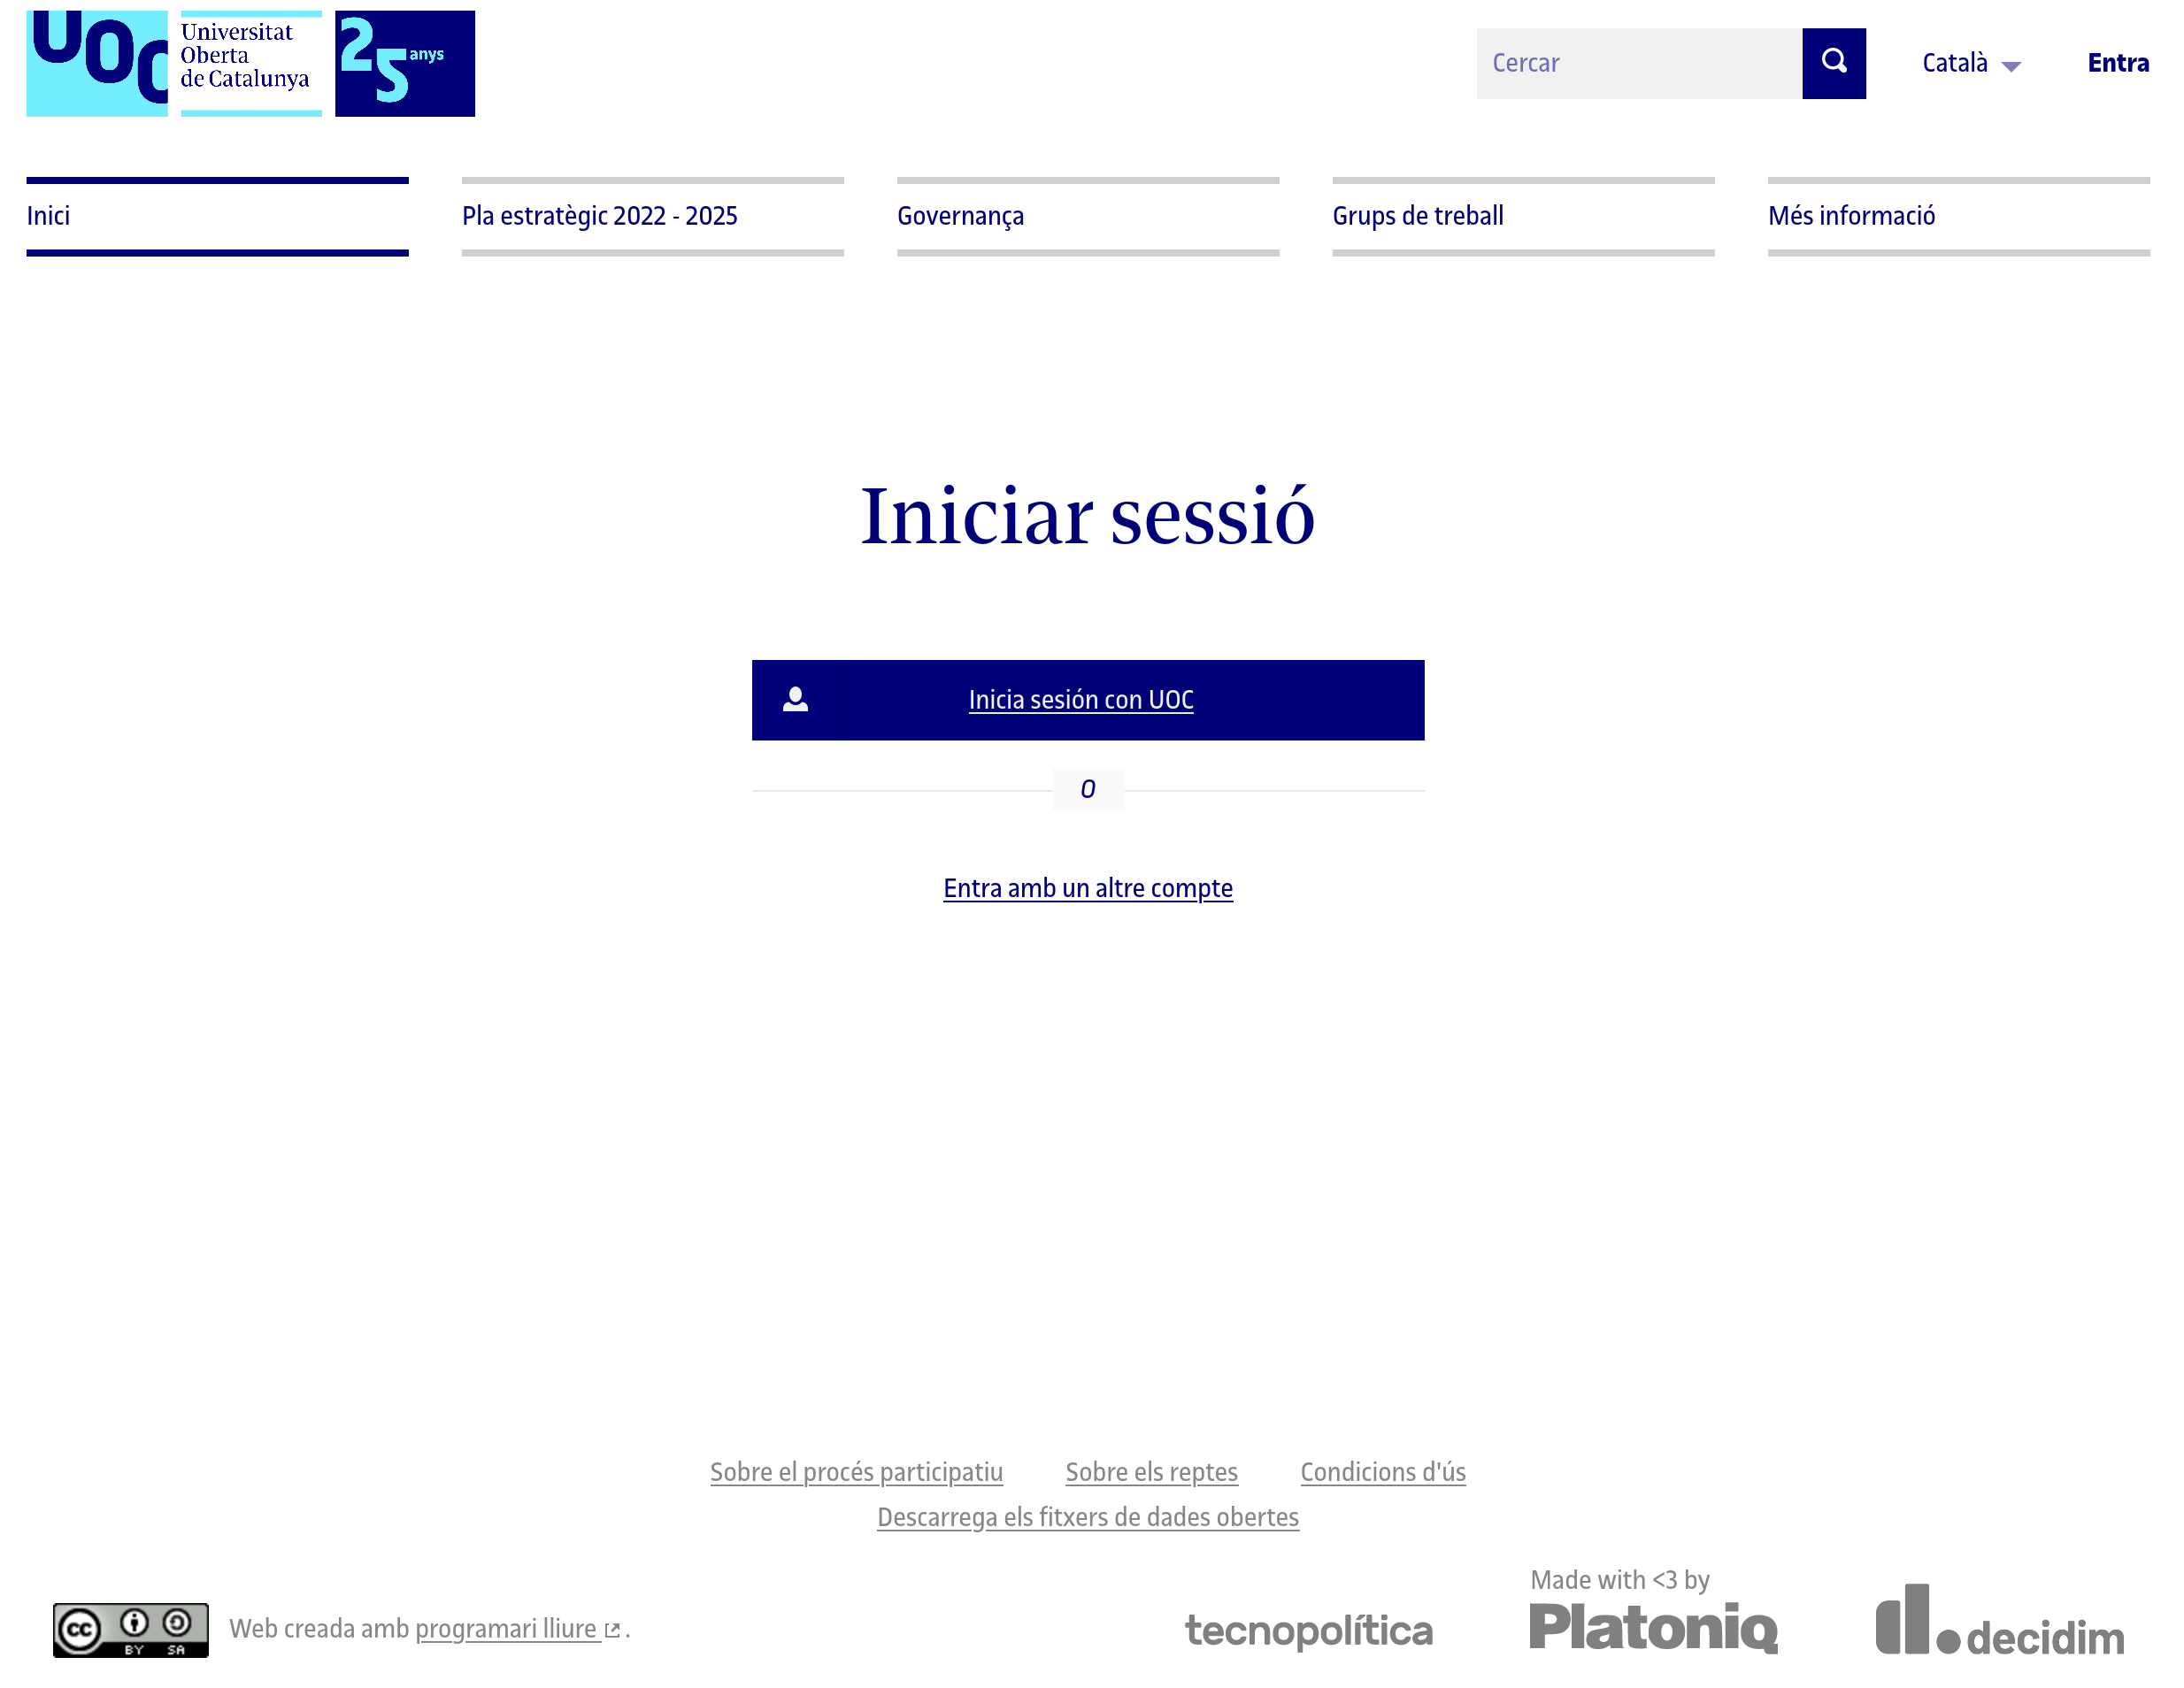 UOC
Universitat
Oberta
de Catalunya
25 anys
Cercar
Català
Entra
Inici
Pla estratègic 2022 - 2025
Governança
Grups de treball
Més informació
Iniciar sessió
Inicia sesión con UOC
O
Entra amb un altre compte
Sobre el procés participatiu
Sobre els reptes
Condicions d'ús
Descarrega els fitxers de dades obertes
cc BY SA
Web creada amb programari lliure .
tecnopolítica
Made with <3 by
Platoniq
decidim